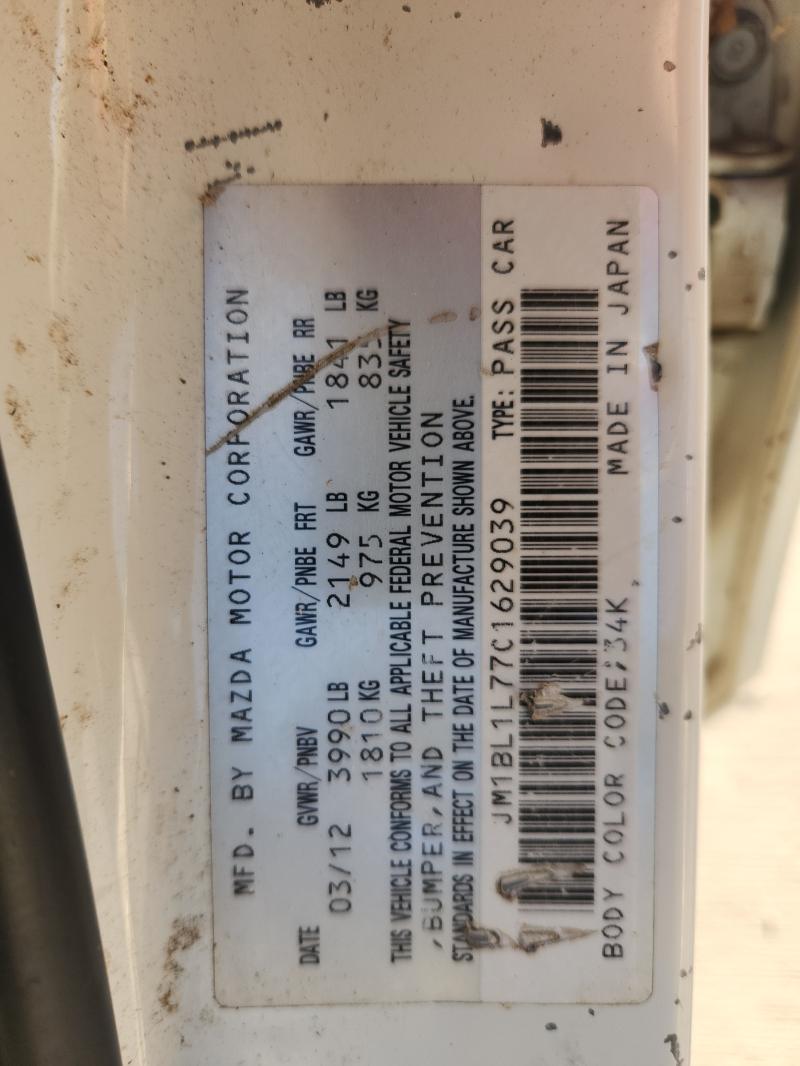 MFD. BY MAZDA MOTOR CORPORATION
DATE GVWR/PNBV GAWR/PNBE FRT GAWR/PNBE RR
03/12 3990 LB 2149 LB 1841 LB
1810 KG 975 KG 835 KG
THIS VEHICLE CONFORMS TO ALL APPLICABLE FEDERAL MOTOR VEHICLE SAFETY
,BUMPER,AND THEFT PREVENTION
STANDARDS IN EFFECT ON THE DATE OF MANUFACTURE SHOWN ABOVE.
JM1BL1L77C1629039 TYPE: PASS CAR
BODY COLOR CODE:34K MADE IN JAPAN